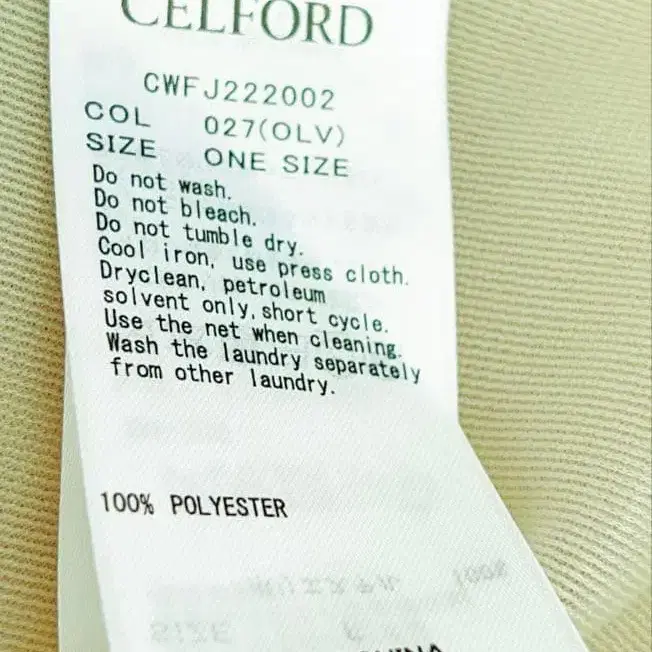 CELFORD
CWFJ222002
COL 027(OLV)
SIZE ONE SIZE
Do not wash.
Do not bleach.
Do not tumble dry.
Cool iron, use press cloth.
Dryclean, petroleum
solvent only, short cycle.
Use the net when cleaning.
Wash the laundry separately
from other laundry.
100% POLYESTER